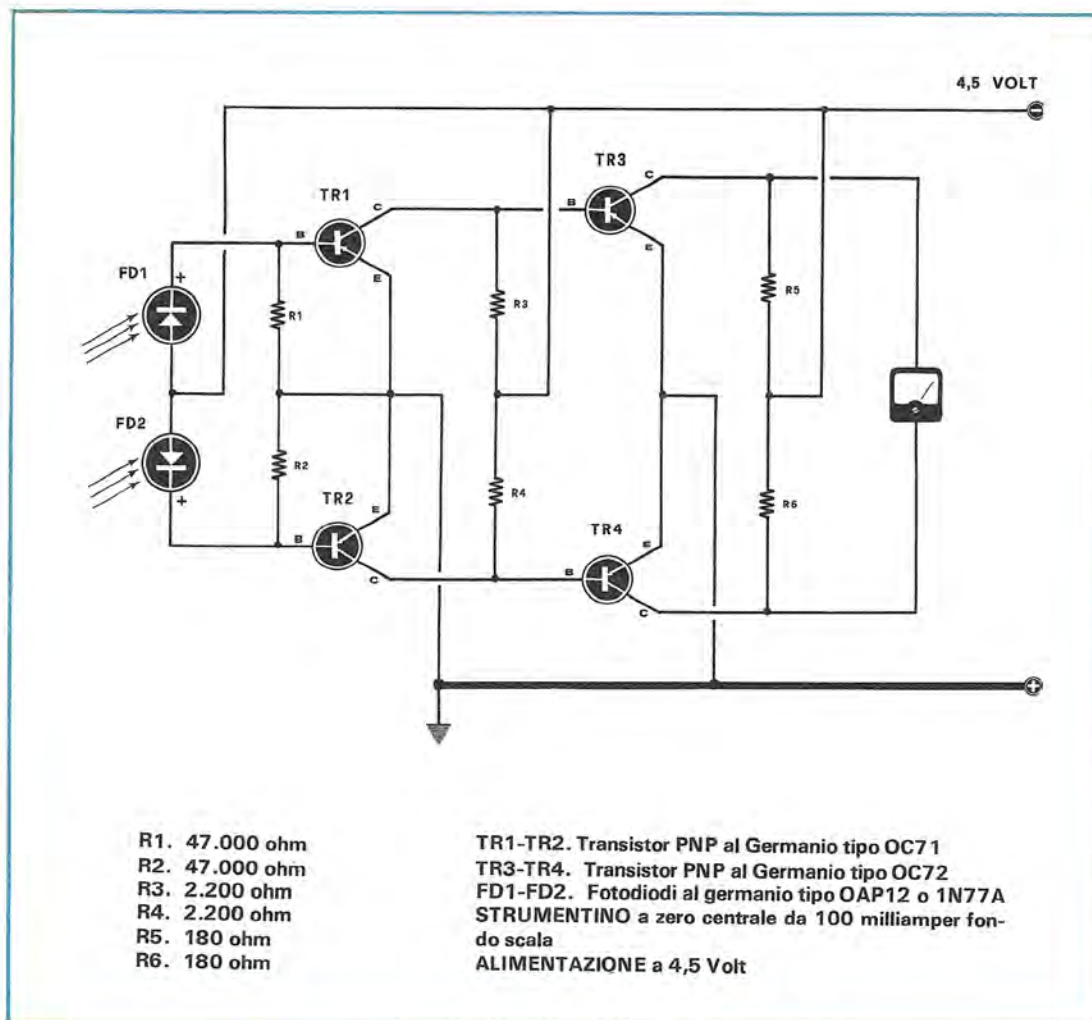 4,5 VOLT
TR3
C
TR1
C
B
B
E
FD1
+
E
R1
R3
R5
FD2
+
R2
R4
R6
TR2
E
B
C
TR4
E
B
C
R1. 47.000 ohm
R2. 47.000 ohm
R3. 2.200 ohm
R4. 2.200 ohm
R5. 180 ohm
R6. 180 ohm
TR1-TR2. Transistor PNP al Germanio tipo OC71
TR3-TR4. Transistor PNP al Germanio tipo OC72
FD1-FD2. Fotodiodi al germanio tipo OAP12 o 1N77A
STRUMENTINO a zero centrale da 100 milliamper fon-
do scala
ALIMENTAZIONE a 4,5 Volt